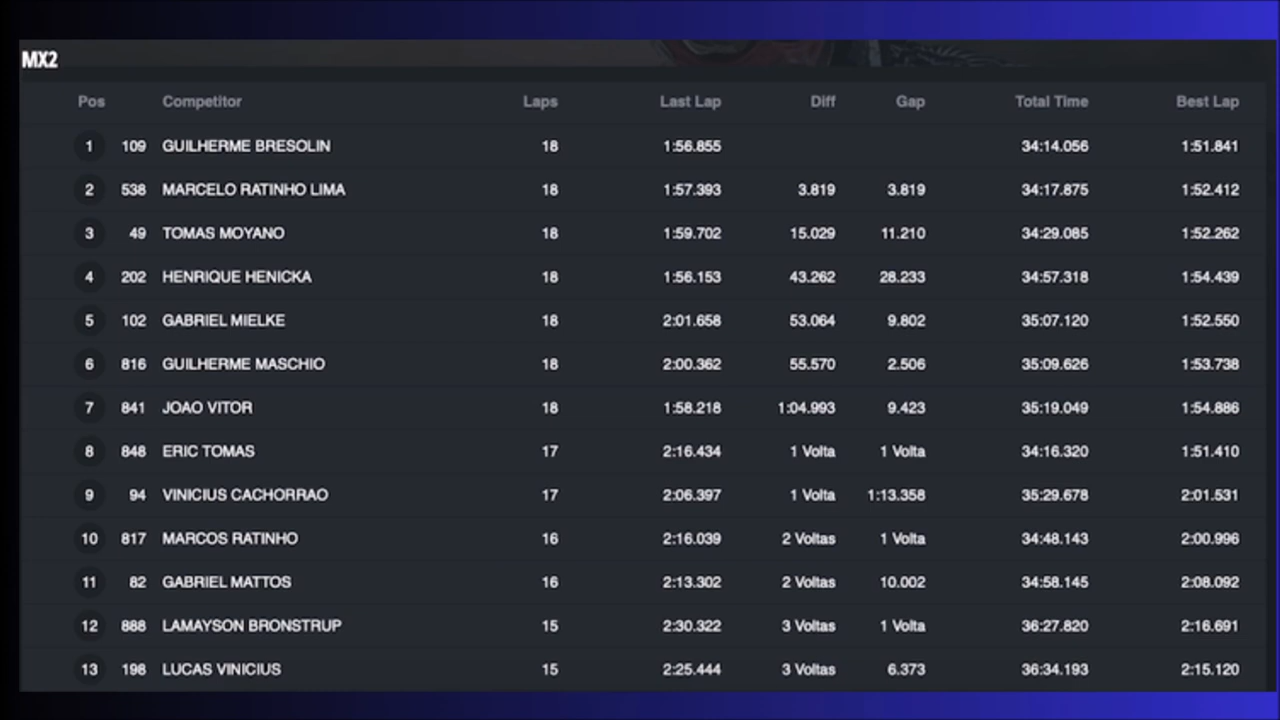 MX2
Pos Competitor Laps Last Lap Diff Gap Total Time Best Lap
1 109 GUILHERME BRESOLIN 18 1:56.855 34:14.056 1:51.841
2 538 MARCELO RATINHO LIMA 18 1:57.393 3.819 3.819 34:17.875 1:52.412
3 49 TOMAS MOYANO 18 1:59.702 15.029 11.210 34:29.085 1:52.262
4 202 HENRIQUE HENICKA 18 1:56.153 43.262 28.233 34:57.318 1:54.439
5 102 GABRIEL MIELKE 18 2:01.658 53.064 9.802 35:07.120 1:52.550
6 816 GUILHERME MASCHIO 18 2:00.362 55.570 2.506 35:09.626 1:53.738
7 841 JOAO VITOR 18 1:58.218 1:04.993 9.423 35:19.049 1:54.886
8 848 ERIC TOMAS 17 2:16.434 1 Volta 1 Volta 34:16.320 1:51.410
9 94 VINICIUS CACHORRAO 17 2:06.397 1 Volta 1:13.358 35:29.678 2:01.531
10 817 MARCOS RATINHO 16 2:16.039 2 Voltas 1 Volta 34:48.143 2:00.996
11 82 GABRIEL MATTOS 16 2:13.302 2 Voltas 10.002 34:58.145 2:08.092
12 888 LAMAYSON BRONSTRUP 15 2:30.322 3 Voltas 1 Volta 36:27.820 2:16.691
13 198 LUCAS VINICIUS 15 2:25.444 3 Voltas 6.373 36:34.193 2:15.120